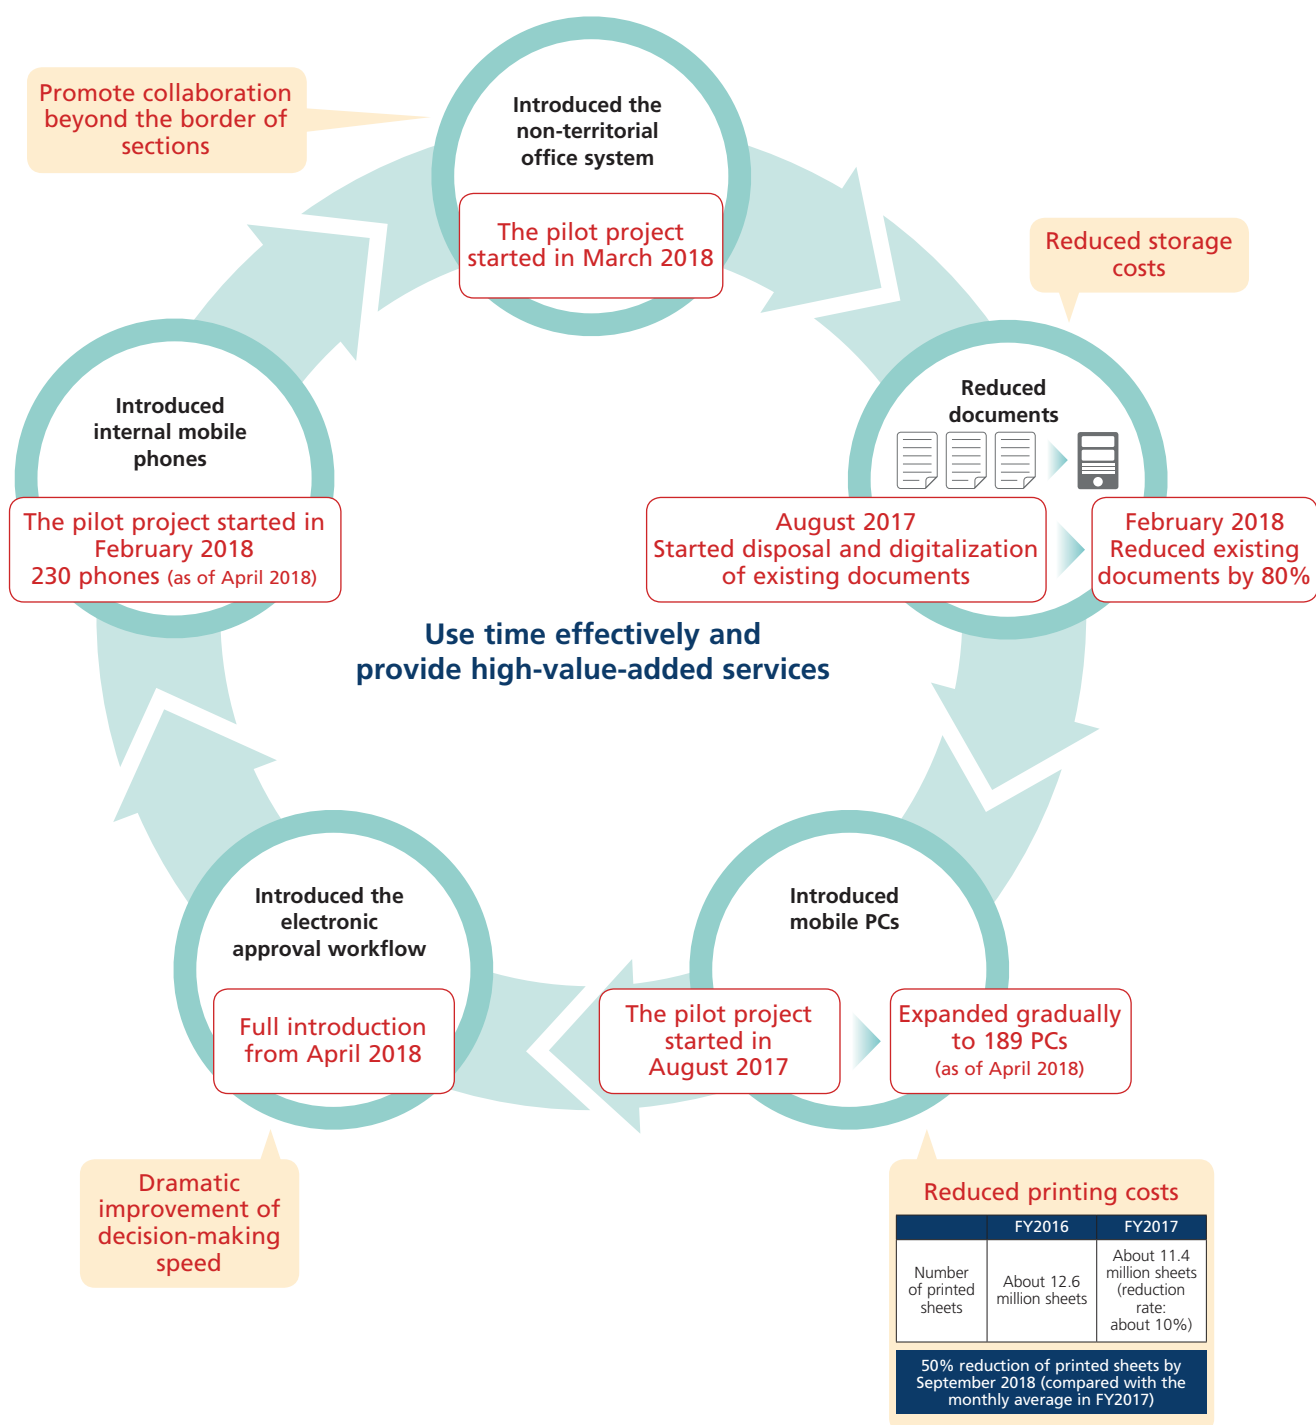 Promote collaboration
beyond the border of
sections
Introduced the
non-territorial
office system
The pilot project
started in March 2018
Reduced storage
costs
Reduced
documents
August 2017
Started disposal and digitalization
of existing documents
February 2018
Reduced existing
documents by 80%
Introduced
internal mobile
phones
The pilot project started in
February 2018
230 phones (as of April 2018)
Use time effectively and
provide high-value-added services
Introduced the
electronic
approval workflow
Full introduction
from April 2018
Dramatic
improvement of
decision-making
speed
Introduced
mobile PCs
The pilot project
started in
August 2017
Expanded gradually
to 189 PCs
(as of April 2018)
Reduced printing costs
FY2016
FY2017
Number
of printed
sheets
About 12.6
million sheets
About 11.4
million sheets
(reduction
rate:
about 10%)
50% reduction of printed sheets by
September 2018 (compared with the
monthly average in FY2017)